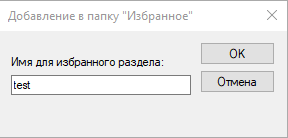 Добавление в папку "Избранное"
OK
Имя для избранного раздела:
test
Отмена